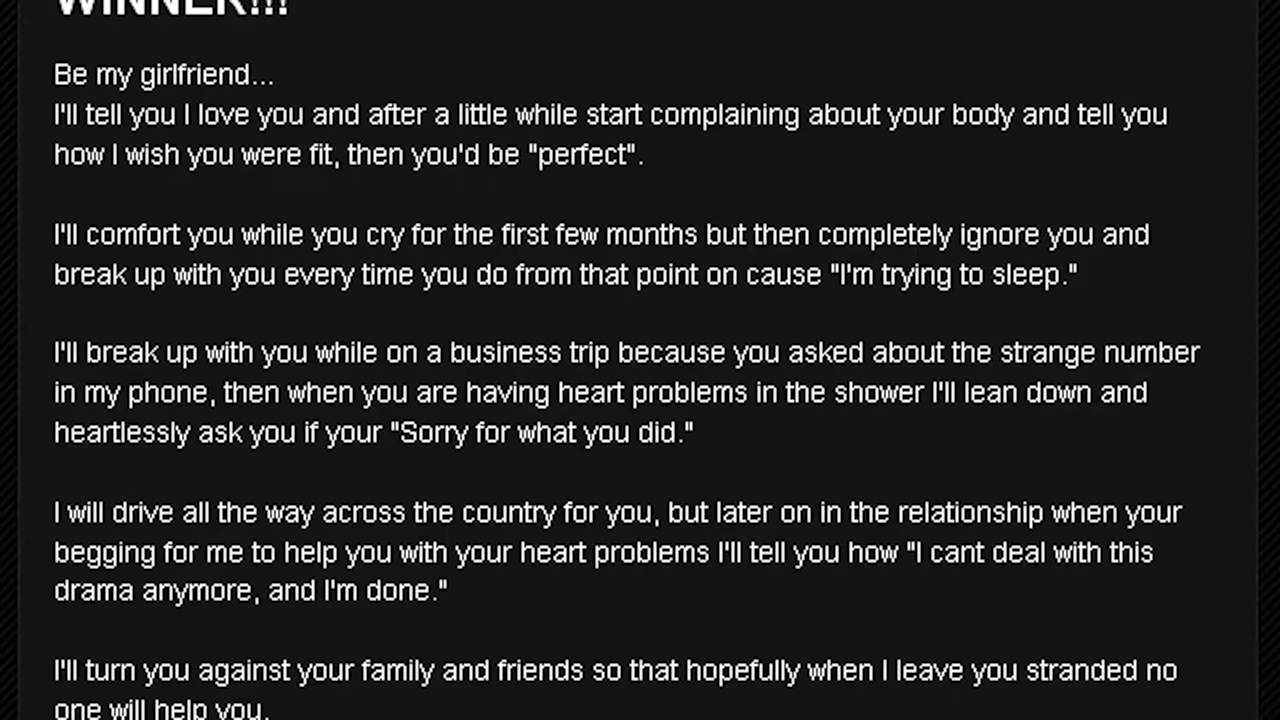 WINNER!!!
Be my girlfriend...
I'll tell you I love you and after a little while start complaining about your body and tell you
how I wish you were fit, then you'd be "perfect".
I'll comfort you while you cry for the first few months but then completely ignore you and
break up with you every time you do from that point on cause "I'm trying to sleep."
I'll break up with you while on a business trip because you asked about the strange number
in my phone, then when you are having heart problems in the shower I'll lean down and
heartlessly ask you if your "Sorry for what you did."
I will drive all the way across the country for you, but later on in the relationship when your
begging for me to help you with your heart problems I'll tell you how "I cant deal with this
drama anymore, and I'm done."
I'll turn you against your family and friends so that hopefully when I leave you stranded no
one will help you.